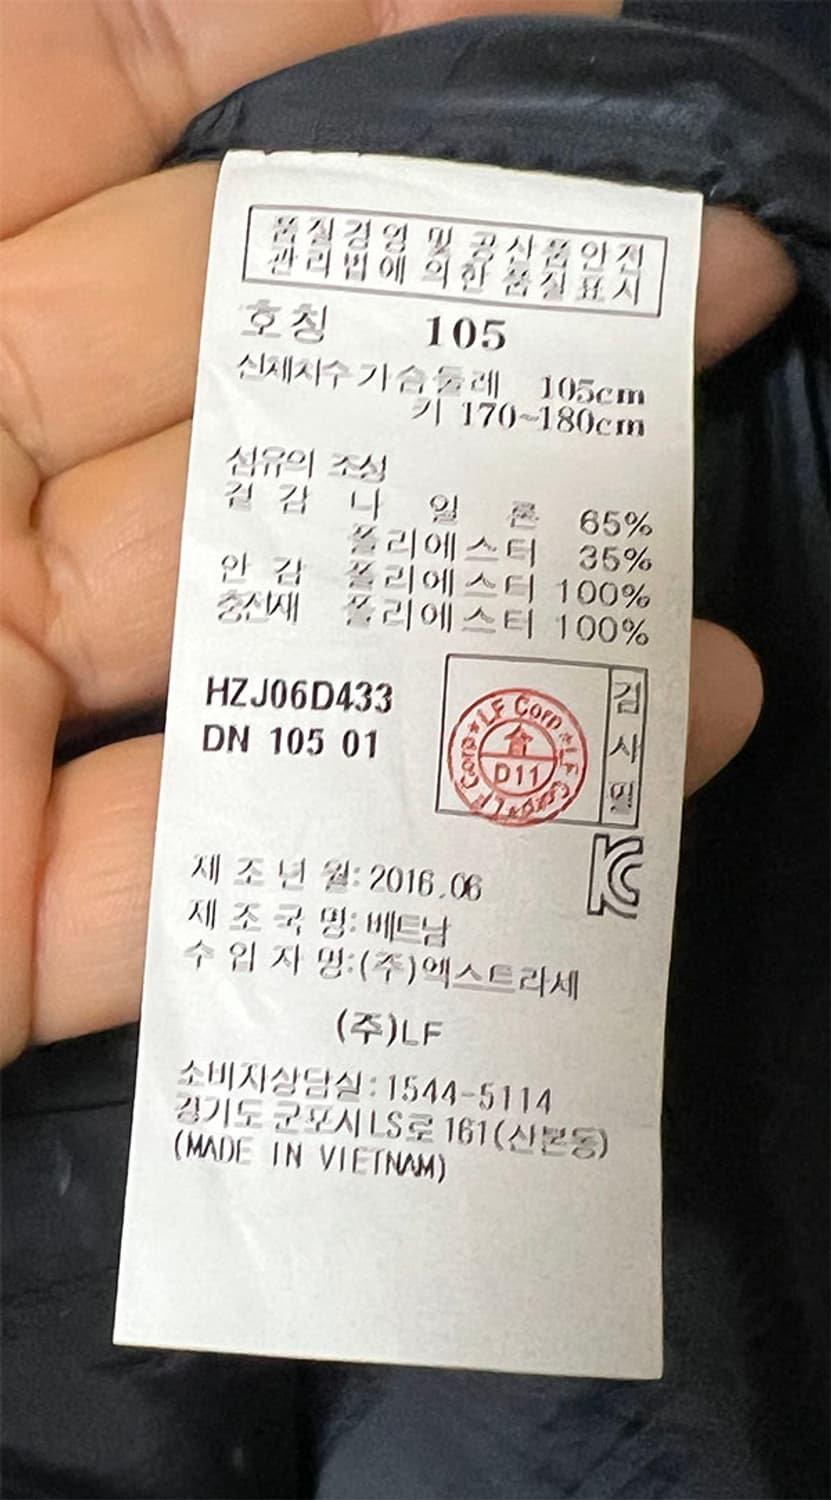 품질경영 및 공산품안전
관리법에 의한 품질표시
호칭 105
신체치수 가슴둘레 105cm
키 170~180cm
섬유의 조성
겉감 나일론 65%
폴리에스터 35%
안감 폴리에스터 100%
충전재 폴리에스터 100%
HZJ06D433
DN 105 01
LF Corp★LF Corp★LF Corp★
合
D11
검사필
제조년월:2016.06
제조국명:베트남
수입자명:(주)엑스트라세
(주)LF
소비자상담실:1544-5114
경기도 군포시 LS로 161(산본동)
(MADE IN VIETNAM)